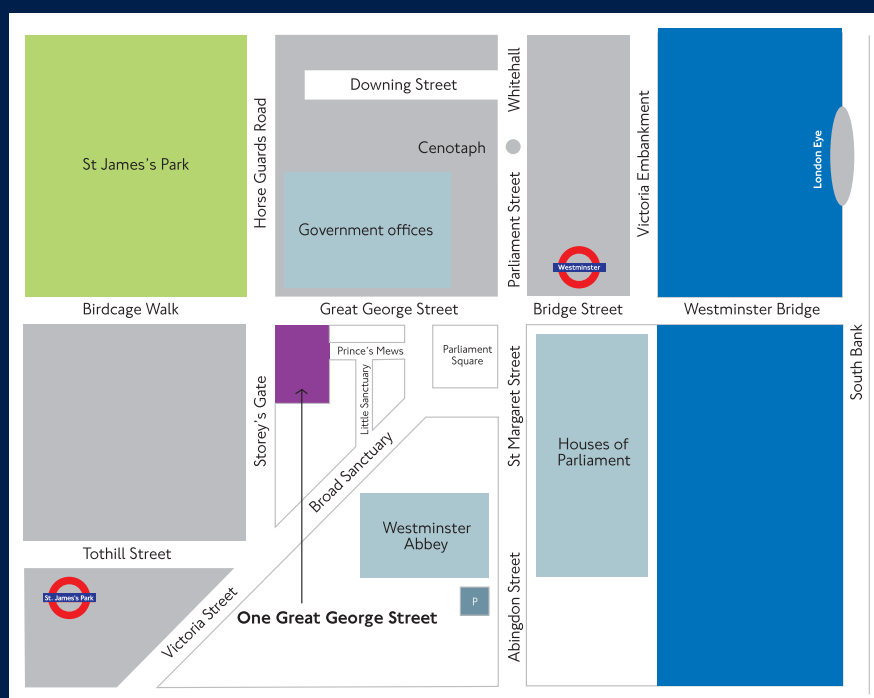 Downing Street
Whitehall
St James's Park
Horse Guards Road
Cenotaph
Victoria Embankment
London Eye
Government offices
Parliament Street
Westminster
Birdcage Walk
Great George Street
Bridge Street
Westminster Bridge
Prince's Mews
Parliament
Square
South Bank
Little Sanctuary
St Margaret Street
Storey's Gate
Houses of
Parliament
Broad Sanctuary
Westminster
Abbey
Tothill Street
St. James's Park
Abingdon Street
P
Victoria Street
One Great George Street